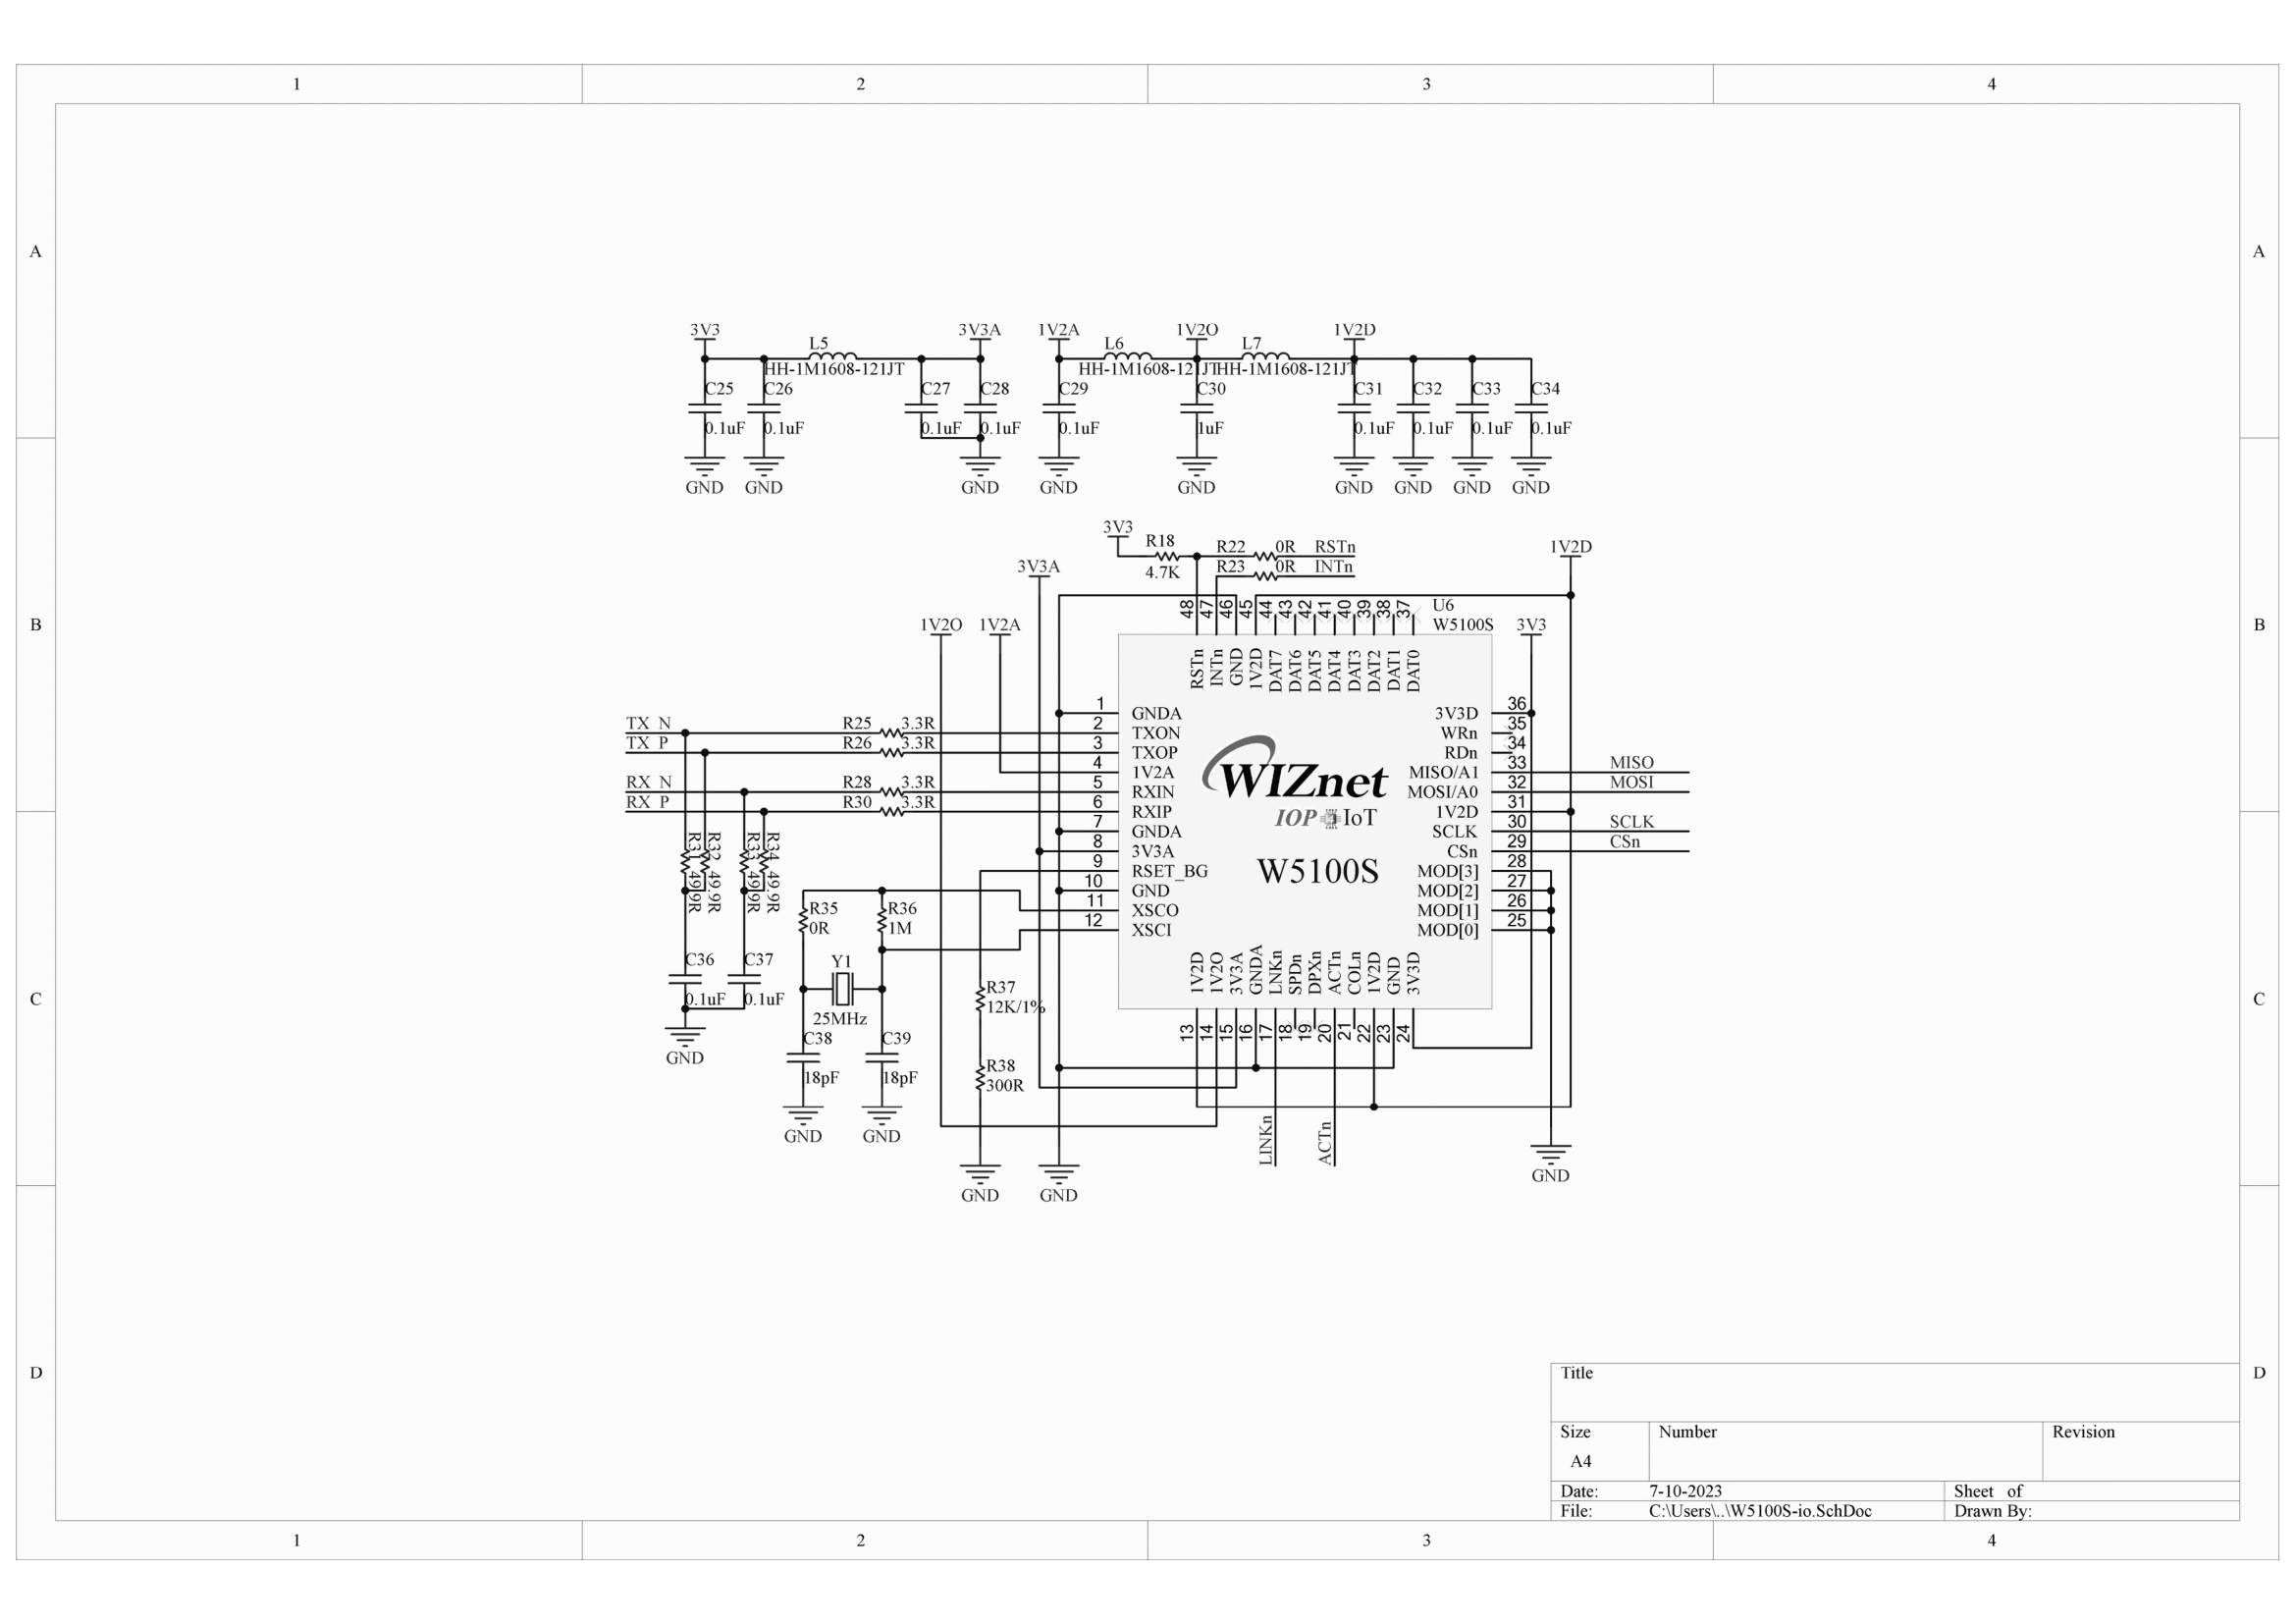 1 2 3 4
A A
3V3 3V3A 1V2A 1V2O 1V2D
L5 L6 L7
HH-1M1608-121JT HH-1M1608-121JT HH-1M1608-121JT
C25 C26 C27 C28 C29 C30 C31 C32 C33 C34
0.1uF 0.1uF 0.1uF 0.1uF 0.1uF 1uF 0.1uF 0.1uF 0.1uF 0.1uF
GND GND GND GND GND GND GND GND GND
3V3 R18 R22 0R RSTn 1V2D
3V3A 4.7K R23 0R INTn
48 47 46 45 44 43 42 41 40 39 38 37 U6
B 1V2O 1V2A W5100S 3V3 B
RSTn INTn GND 1V2D DAT7 DAT6 DAT5 DAT4 DAT3 DAT2 DAT1 DAT0
1 GNDA 3V3D 36
TX_N R25 3.3R 2 TXON WRn 35
TX_P R26 3.3R 3 TXOP RDn 34
4 1V2A MISO/A1 33 MISO
RX_N R28 3.3R 5 RXIN MOSI/A0 32 MOSI
RX_P R30 3.3R 6 RXIP 1V2D 31
7 GNDA SCLK 30 SCLK
8 3V3A CSn 29 CSn
9 RSET_BG MOD[3] 28
10 GND MOD[2] 27
11 XSCO MOD[1] 26
12 XSCI MOD[0] 25
WIZnet
IOP IoT
W5100S
R31 R32 R33 R34
49.9R 49.9R 49.9R 49.9R
R35 R36
0R 1M
C36 C37 Y1
0.1uF 0.1uF 25MHz
GND
C C
R37
12K/1%
C38 C39
18pF 18pF
GND GND
R38
300R
1V2D 1V2O 3V3A GNDA LNKn SPDn DPXn ACTn COLn 1V2D GND 3V3D
13 14 15 16 17 18 19 20 21 22 23 24
LINKn ACTn
GND GND GND
D D
Title
Size Number Revision
A4
Date: 7-10-2023 Sheet of
File: C:\Users\..\W5100S-io.SchDoc Drawn By:
1 2 3 4